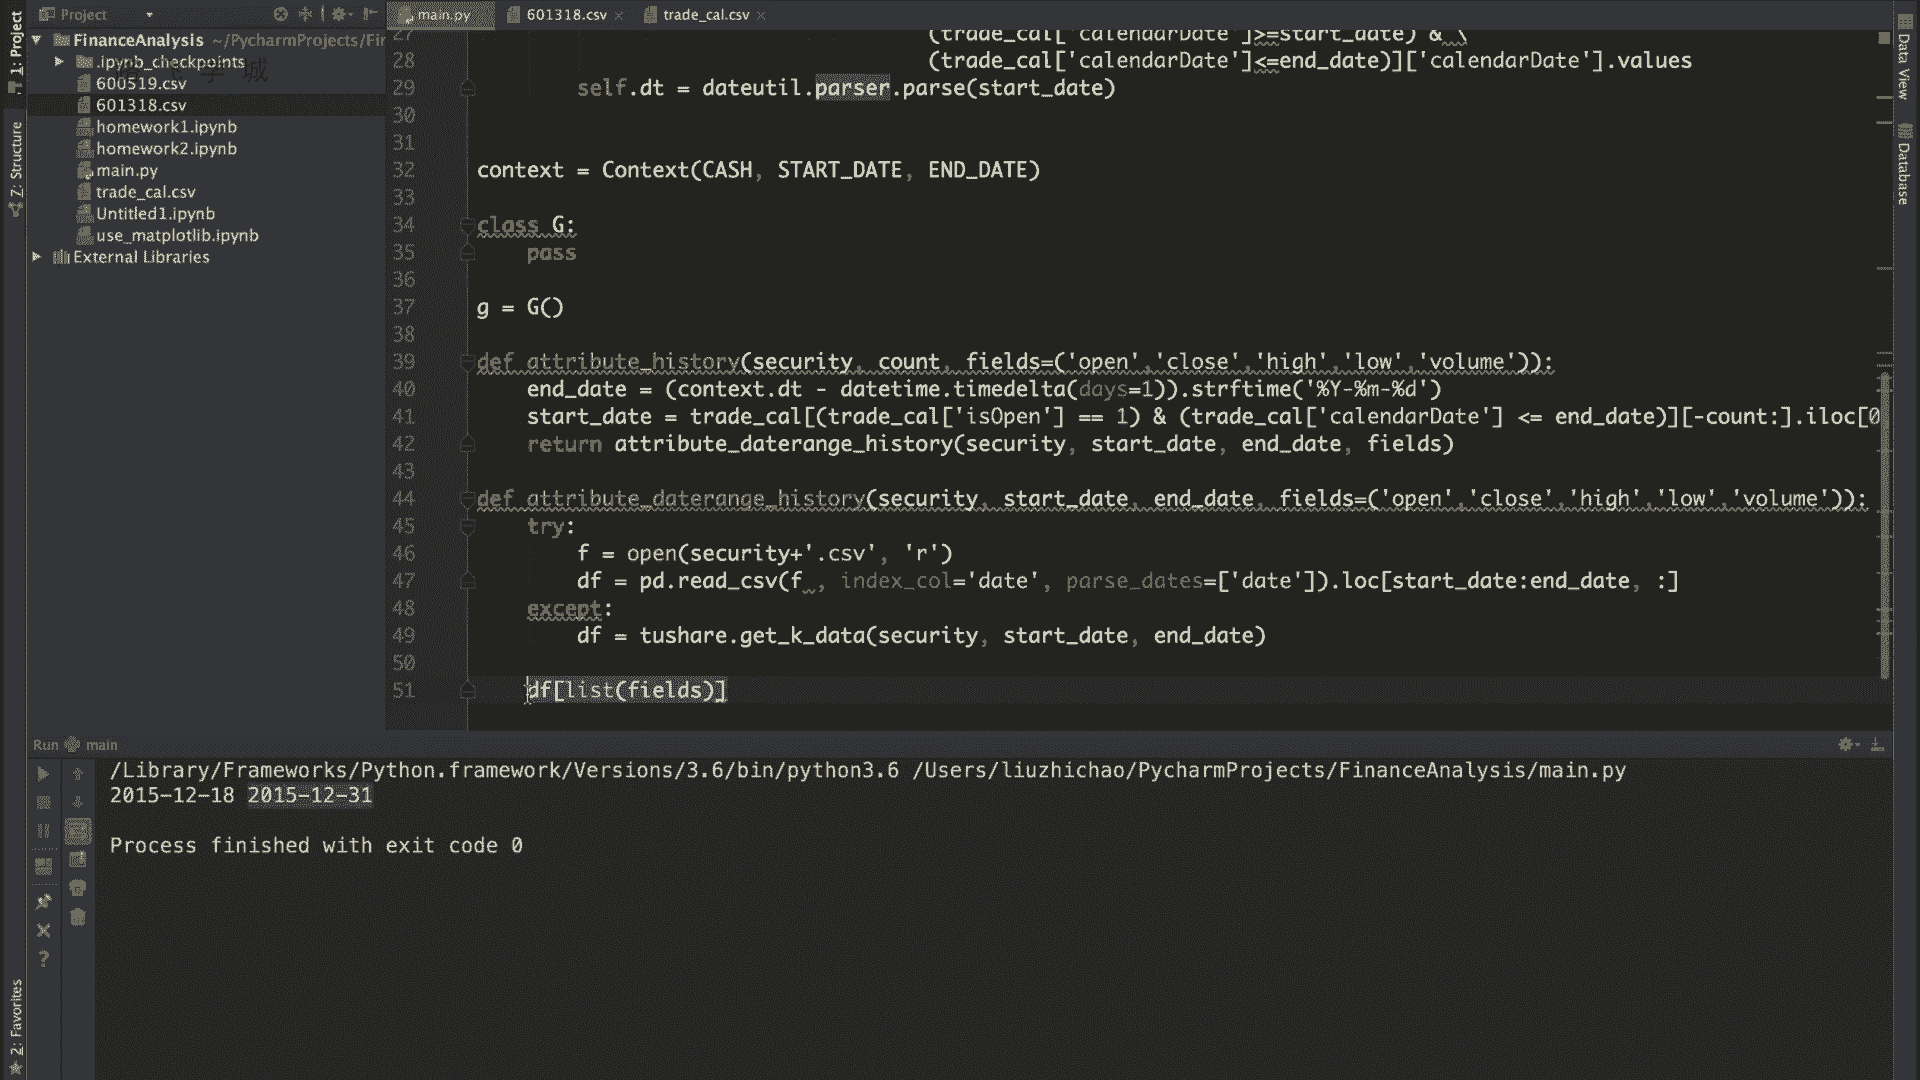 Project
main.py
601318.csv
trade_cal.csv
1: Project
FinanceAnalysis ~/PycharmProjects/Fir
.ipynb_checkpoints
600519.csv
601318.csv
homework1.ipynb
homework2.ipynb
main.py
trade_cal.csv
Untitled1.ipynb
use_matplotlib.ipynb
External Libraries
Z: Structure
2: Favorites
Data View
Database
27 (trade_cal['calendarDate']>=start_date) & \
28 (trade_cal['calendarDate']<=end_date)]['calendarDate'].values
29 self.dt = dateutil.parser.parse(start_date)
30
31
32 context = Context(CASH, START_DATE, END_DATE)
33
34 class G:
35 pass
36
37 g = G()
38
39 def attribute_history(security, count, fields=('open','close','high','low','volume')):
40 end_date = (context.dt - datetime.timedelta(days=1)).strftime('%Y-%m-%d')
41 start_date = trade_cal[(trade_cal['isOpen'] == 1) & (trade_cal['calendarDate'] <= end_date)][-count:].iloc[0
42 return attribute_daterange_history(security, start_date, end_date, fields)
43
44 def attribute_daterange_history(security, start_date, end_date, fields=('open','close','high','low','volume')):
45 try:
46 f = open(security+'.csv', 'r')
47 df = pd.read_csv(f , index_col='date', parse_dates=['date']).loc[start_date:end_date, :]
48 except:
49 df = tushare.get_k_data(security, start_date, end_date)
50
51 df[list(fields)]
Run main
/Library/Frameworks/Python.framework/Versions/3.6/bin/python3.6 /Users/liuzhichao/PycharmProjects/FinanceAnalysis/main.py
2015-12-18 2015-12-31
Process finished with exit code 0